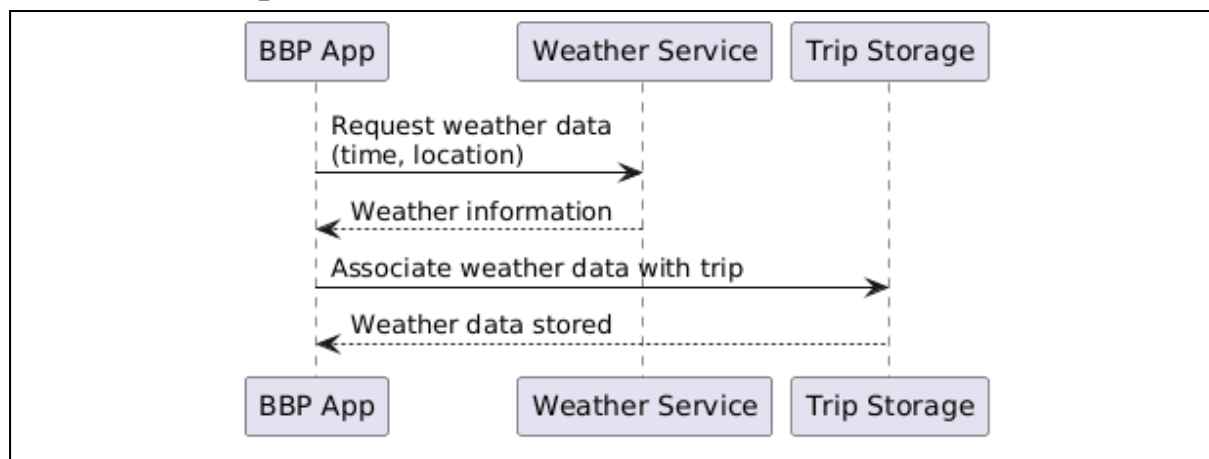 BBP App
Weather Service
Trip Storage
Request weather data
(time, location)
Weather information
Associate weather data with trip
Weather data stored
BBP App
Weather Service
Trip Storage